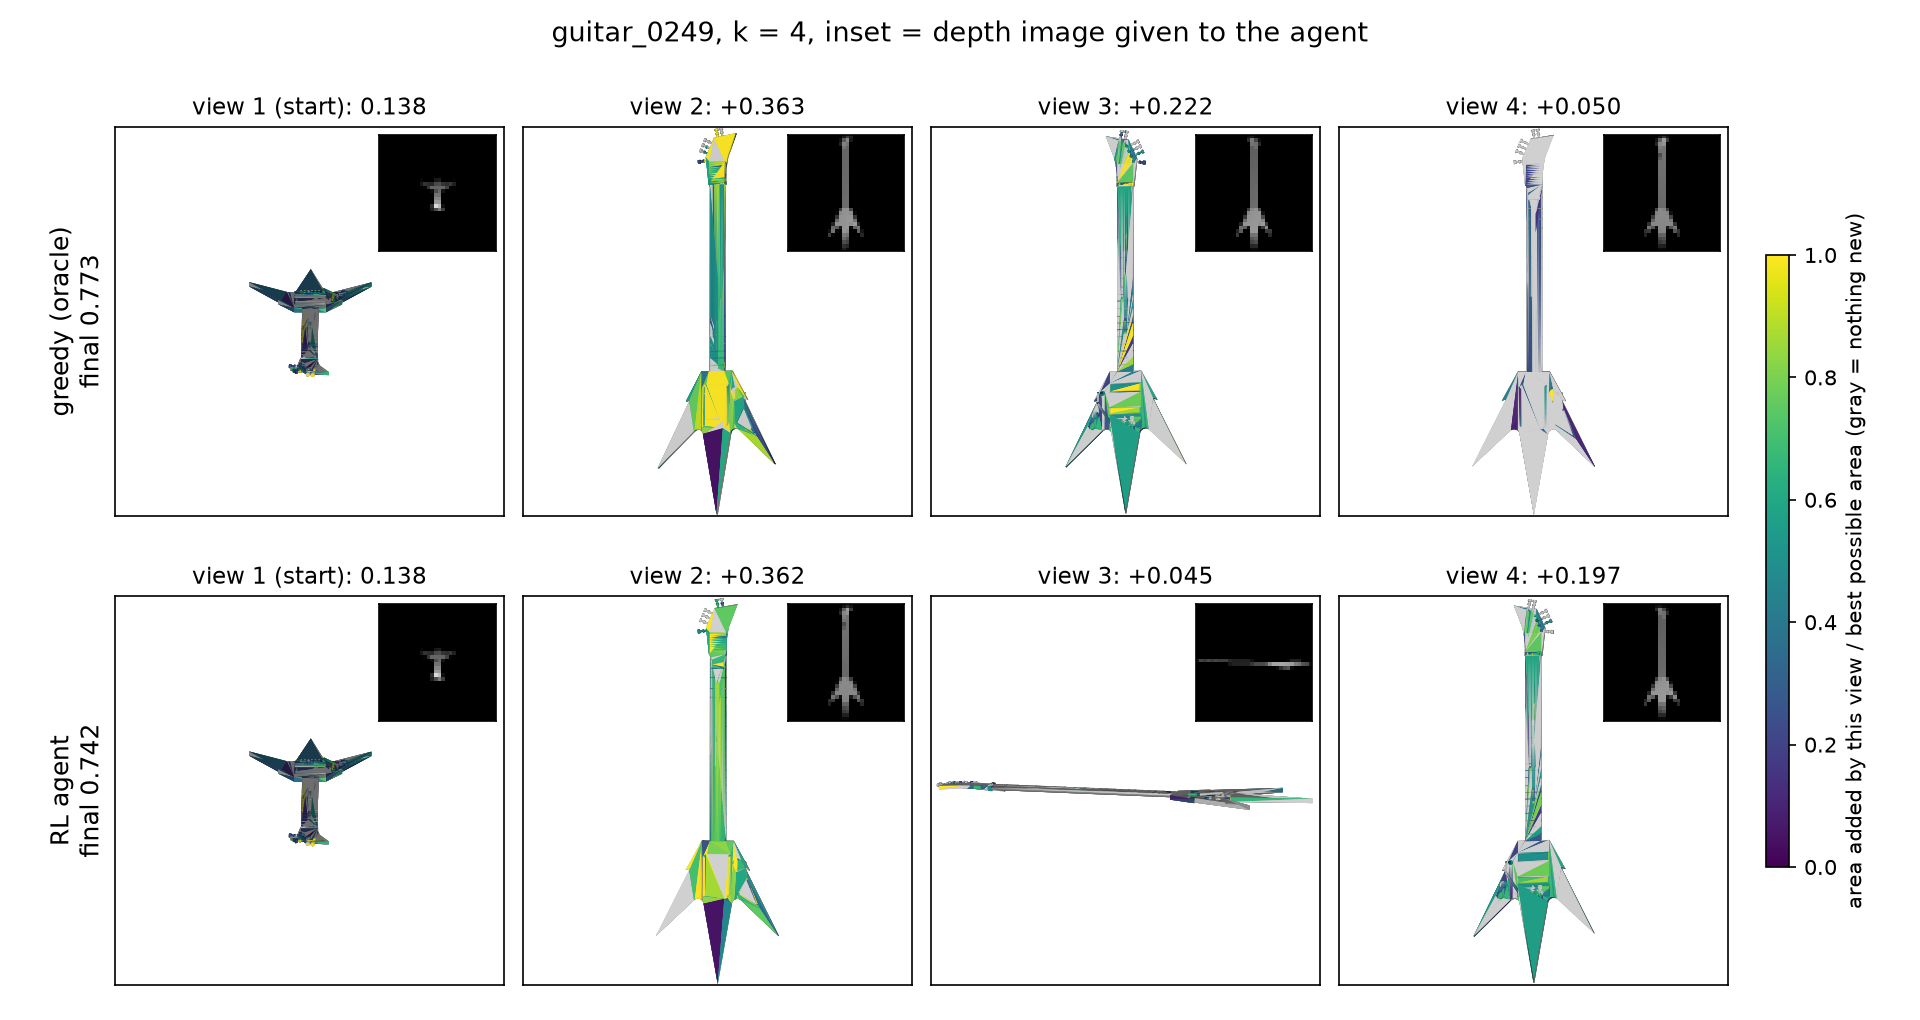 guitar_0249, k = 4, inset = depth image given to the agent
view 1 (start): 0.138
view 2: +0.363
view 3: +0.222
view 4: +0.050
greedy (oracle)
final 0.773
view 1 (start): 0.138
view 2: +0.362
view 3: +0.045
view 4: +0.197
RL agent
final 0.742
1.0
0.8
0.6
0.4
0.2
0.0
area added by this view / best possible area (gray = nothing new)